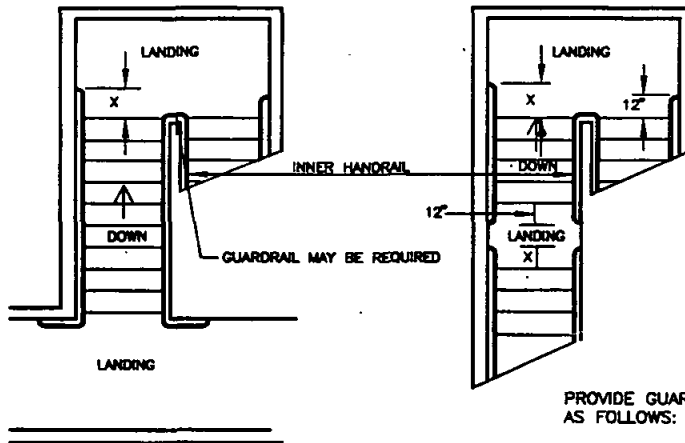 LANDING
X
DOWN
LANDING
INNER HANDRAIL
GUARDRAIL MAY BE REQUIRED
LANDING
X
12"
DOWN
12"
LANDING
X
PROVIDE GUAR
AS FOLLOWS: